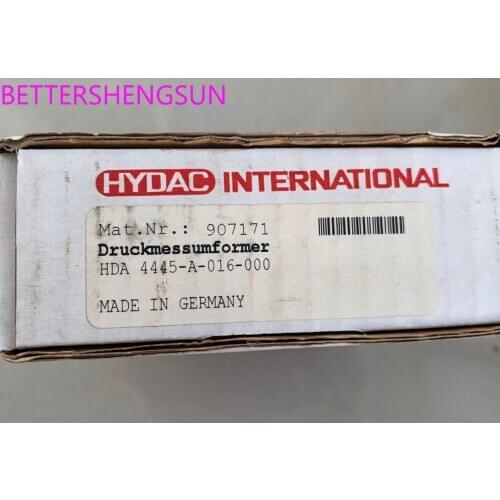 BETTERSHENGSUN
HYDAC INTERNATIONAL
Mat.Nr.: 907171
Druckmessumformer
HDA 4445-A-016-000
MADE IN GERMANY